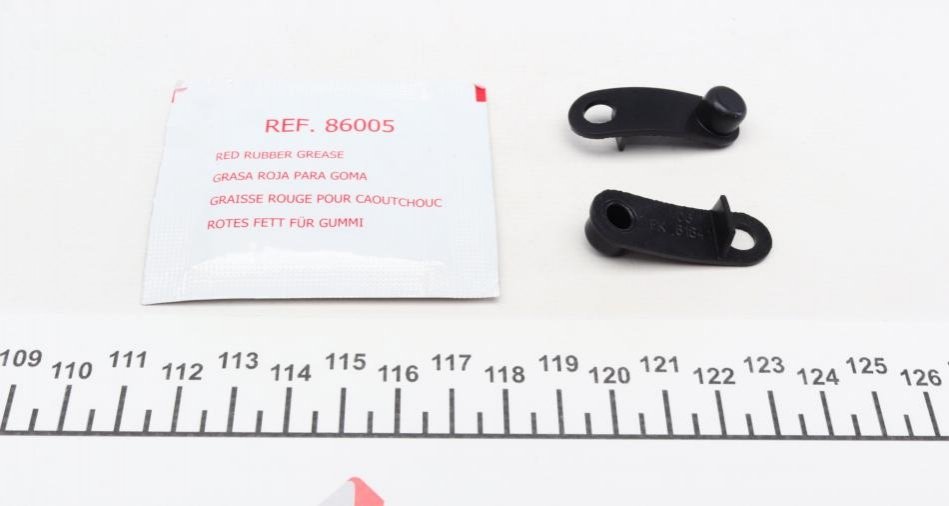 REF. 86005
RED RUBBER GREASE
GRASA ROJA PARA GOMA
GRAISSE ROUGE POUR CAOUTCHOUC
ROTES FETT FÜR GUMMI
109 110 111 112 113 114 115 116 117 118 119 120 121 122 123 124 125 126